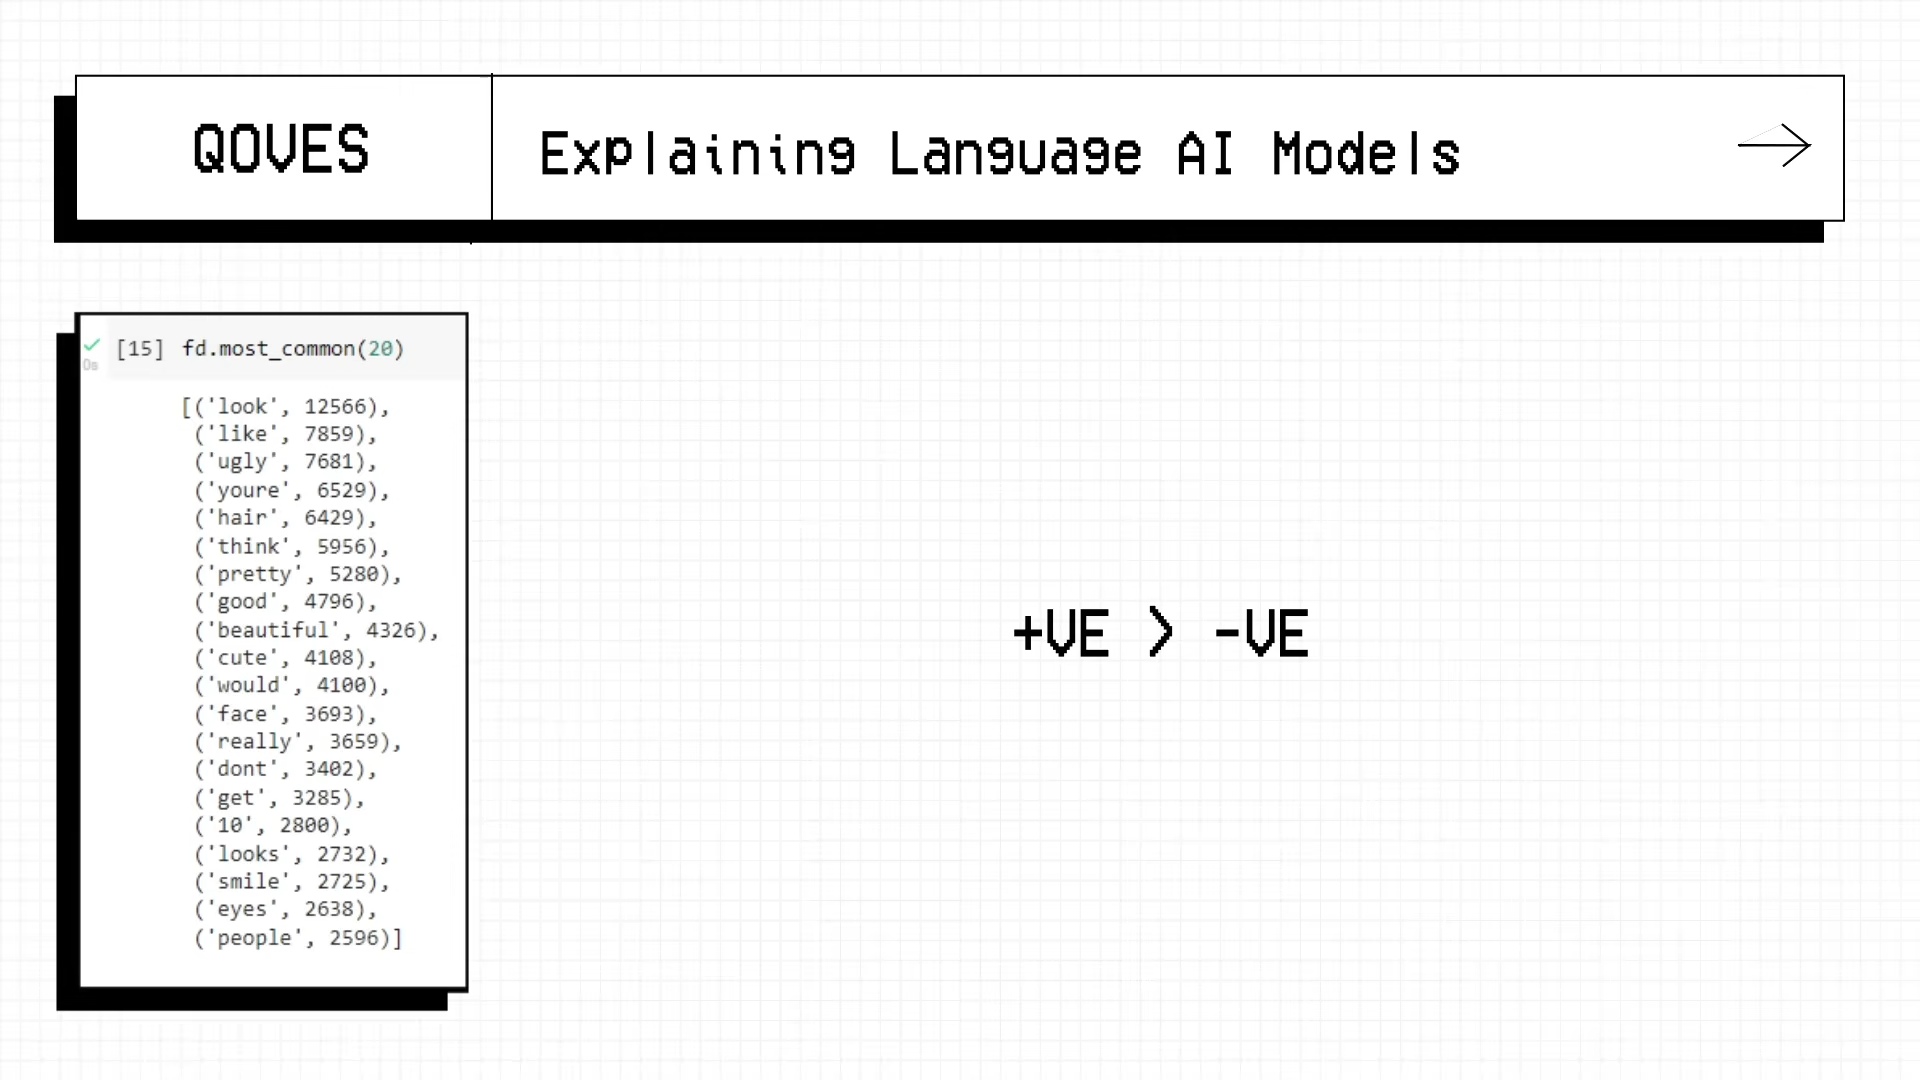 QOVES
Explaining Language AI Models
[15] fd.most_common(20)
0s
[('look', 12566),
('like', 7859),
('ugly', 7681),
('youre', 6529),
('hair', 6429),
('think', 5956),
('pretty', 5280),
('good', 4796),
('beautiful', 4326),
('cute', 4108),
('would', 4100),
('face', 3693),
('really', 3659),
('dont', 3402),
('get', 3285),
('10', 2800),
('looks', 2732),
('smile', 2725),
('eyes', 2638),
('people', 2596)]
+VE > -VE